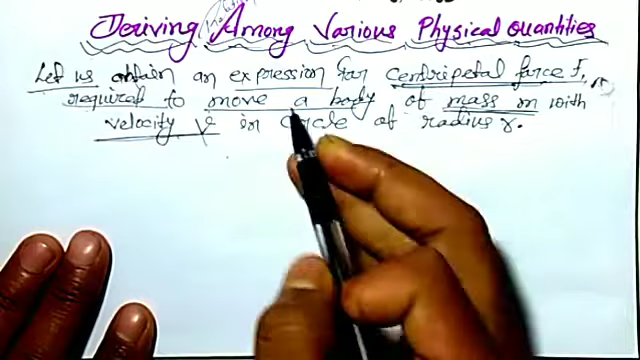 Deriving Among Various Physical Quantities
Let us obtain an expression for centripetal force F,
required to move a body of mass m with
velocity V in circle of radius r.